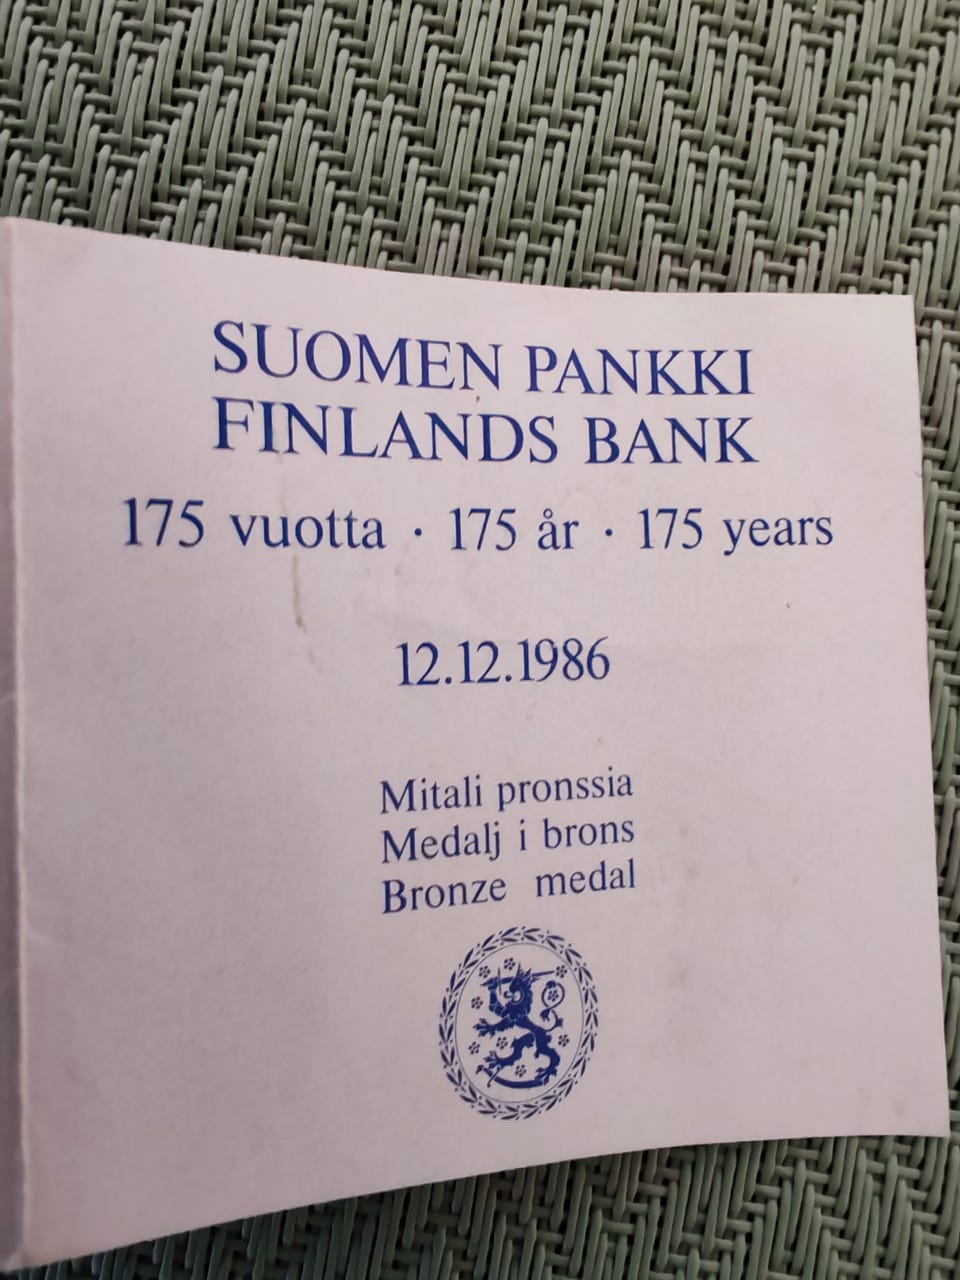 SUOMEN PANKKI
FINLANDS BANK
175 vuotta · 175 år · 175 years
12.12.1986
Mitali pronssia
Medalj i brons
Bronze medal